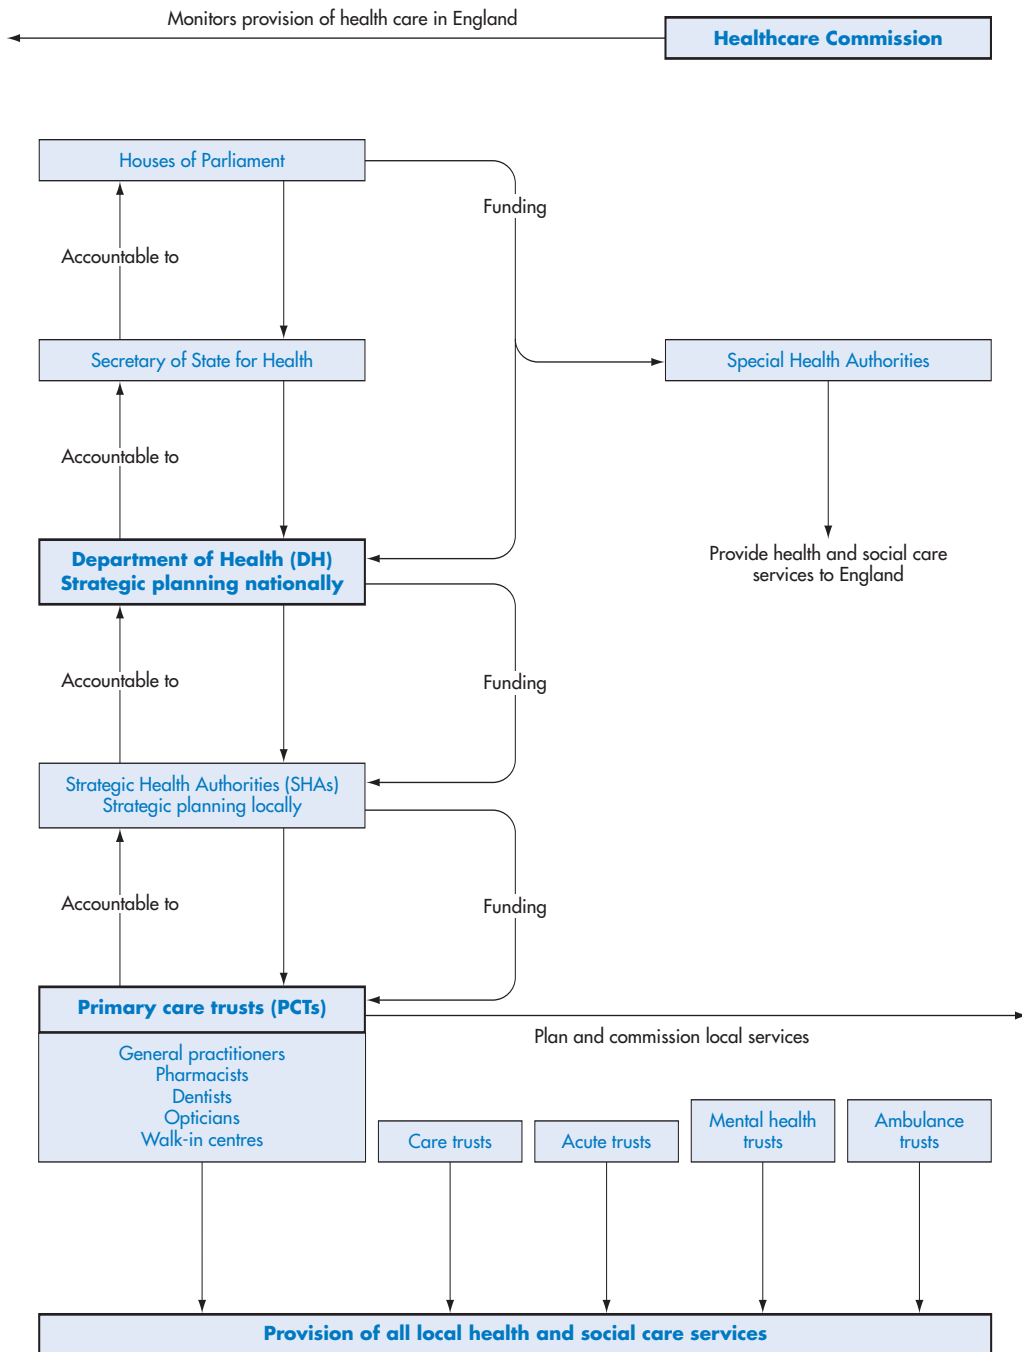 Monitors provision of health care in England
Healthcare Commission
Houses of Parliament
Funding
Accountable to
Secretary of State for Health
Special Health Authorities
Accountable to
Department of Health (DH)
Strategic planning nationally
Provide health and social care
services to England
Accountable to
Funding
Strategic Health Authorities (SHAs)
Strategic planning locally
Accountable to
Funding
Primary care trusts (PCTs)
Plan and commission local services
General practitioners
Pharmacists
Dentists
Opticians
Walk-in centres
Care trusts
Acute trusts
Mental health
trusts
Ambulance
trusts
Provision of all local health and social care services